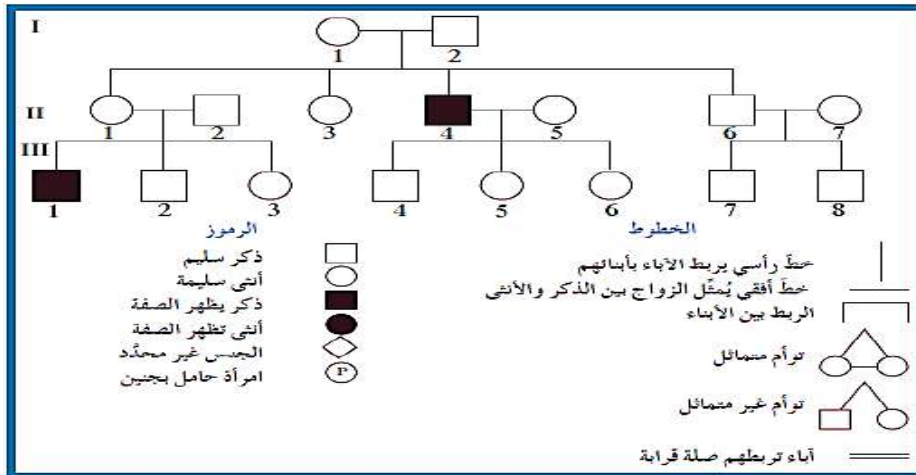 I
1 2
II
1 2 3 4 5 6 7
III
1 2 3 4 5 6 7 8
الرموز
ذكر سليم
أنثى سليمة
ذكر يظهر الصفة
أنثى تظهر الصفة
الجنس غير محدَّد
امرأة حامل بجنين
P
الخطوط
خطّ رأسي يربط الآباء بأبنائهم
خطّ أفقي يُمثِّل الزواج بين الذكر والأنثى
الربط بين الأبناء
توأم متماثل
توأم غير متماثل
آباء تربطهم صلة قرابة